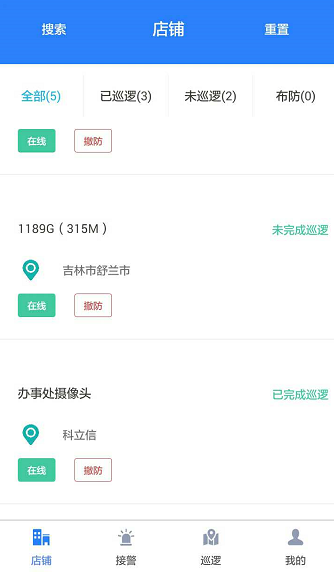 搜索 店铺 重置
全部(5) 已巡逻(3) 未巡逻(2) 布防(0)
在线 撤防
1189G（315M） 未完成巡逻
吉林市舒兰市
在线 撤防
办事处摄像头 已完成巡逻
科立信
在线 撤防
店铺 接警 巡逻 我的